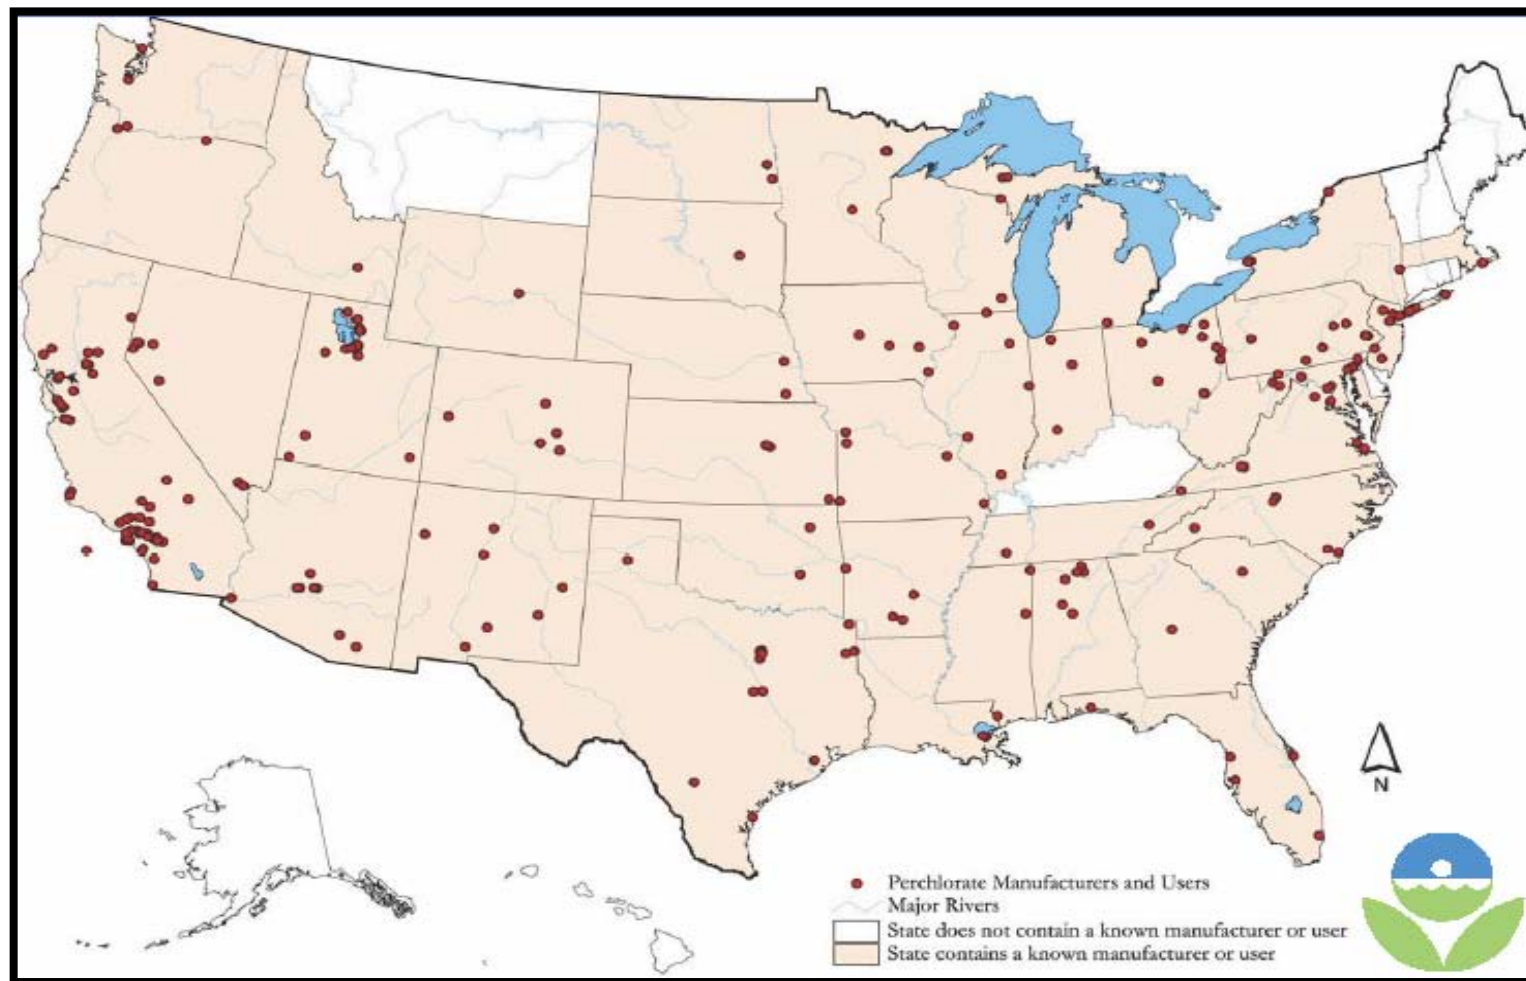 N
Perchlorate Manufacturers and Users
Major Rivers
State does not contain a known manufacturer or user
State contains a known manufacturer or user